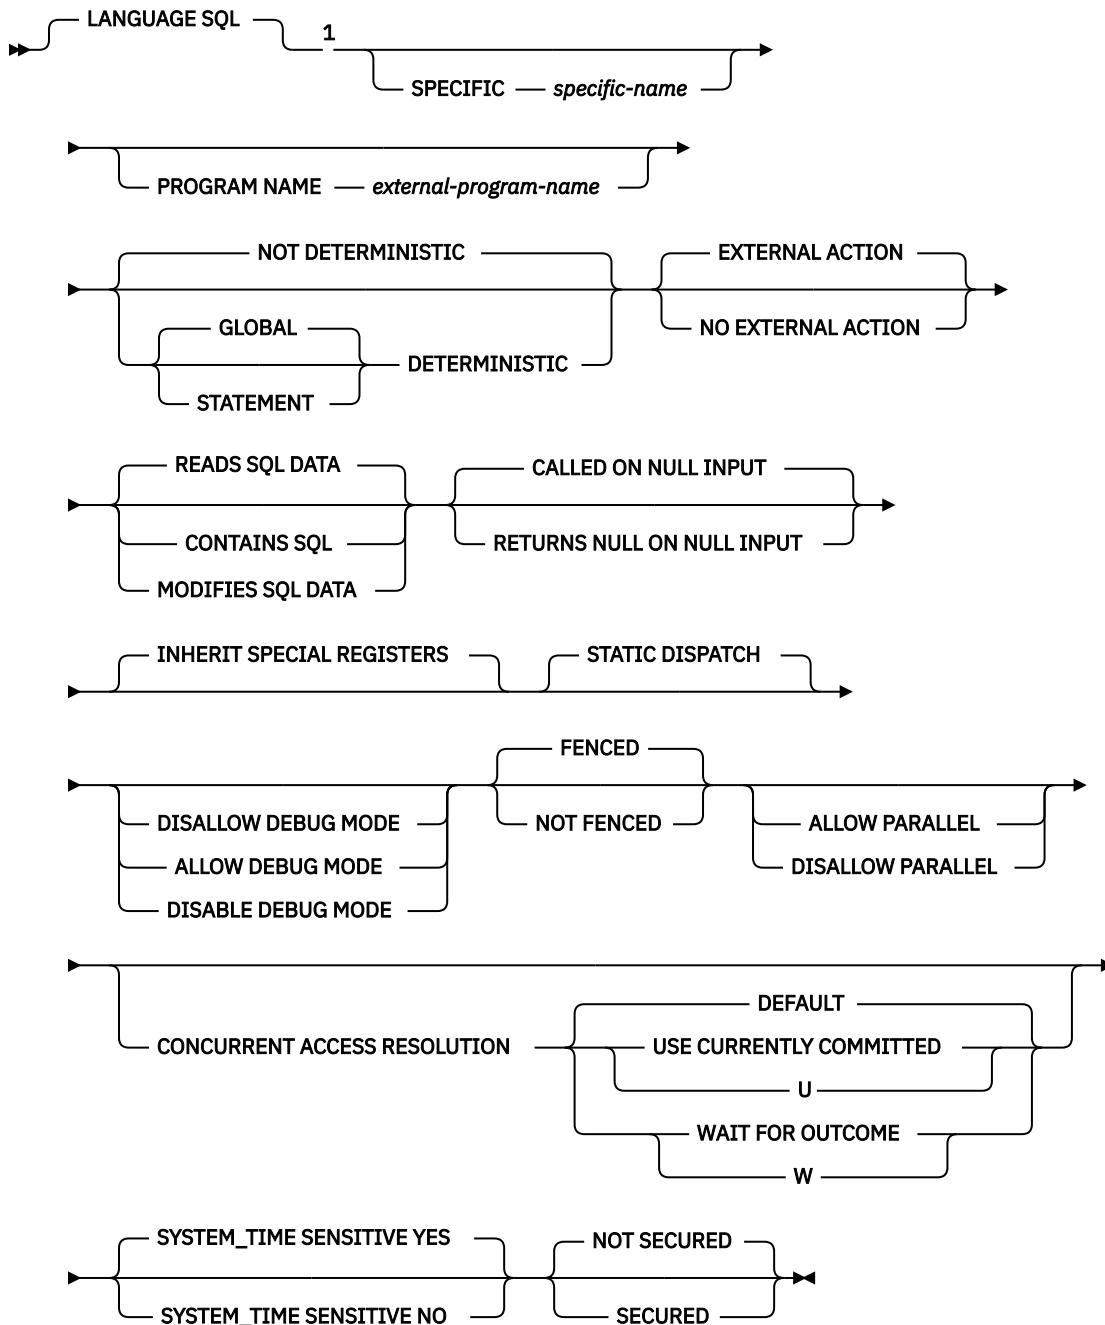 LANGUAGE SQL
1
SPECIFIC specific-name
PROGRAM NAME external-program-name
NOT DETERMINISTIC EXTERNAL ACTION
GLOBAL NO EXTERNAL ACTION
DETERMINISTIC
STATEMENT
READS SQL DATA CALLED ON NULL INPUT
CONTAINS SQL RETURNS NULL ON NULL INPUT
MODIFIES SQL DATA
INHERIT SPECIAL REGISTERS STATIC DISPATCH
FENCED
DISALLOW DEBUG MODE NOT FENCED ALLOW PARALLEL
ALLOW DEBUG MODE DISALLOW PARALLEL
DISABLE DEBUG MODE
DEFAULT
CONCURRENT ACCESS RESOLUTION USE CURRENTLY COMMITTED
U
WAIT FOR OUTCOME
W
SYSTEM_TIME SENSITIVE YES NOT SECURED
SYSTEM_TIME SENSITIVE NO SECURED